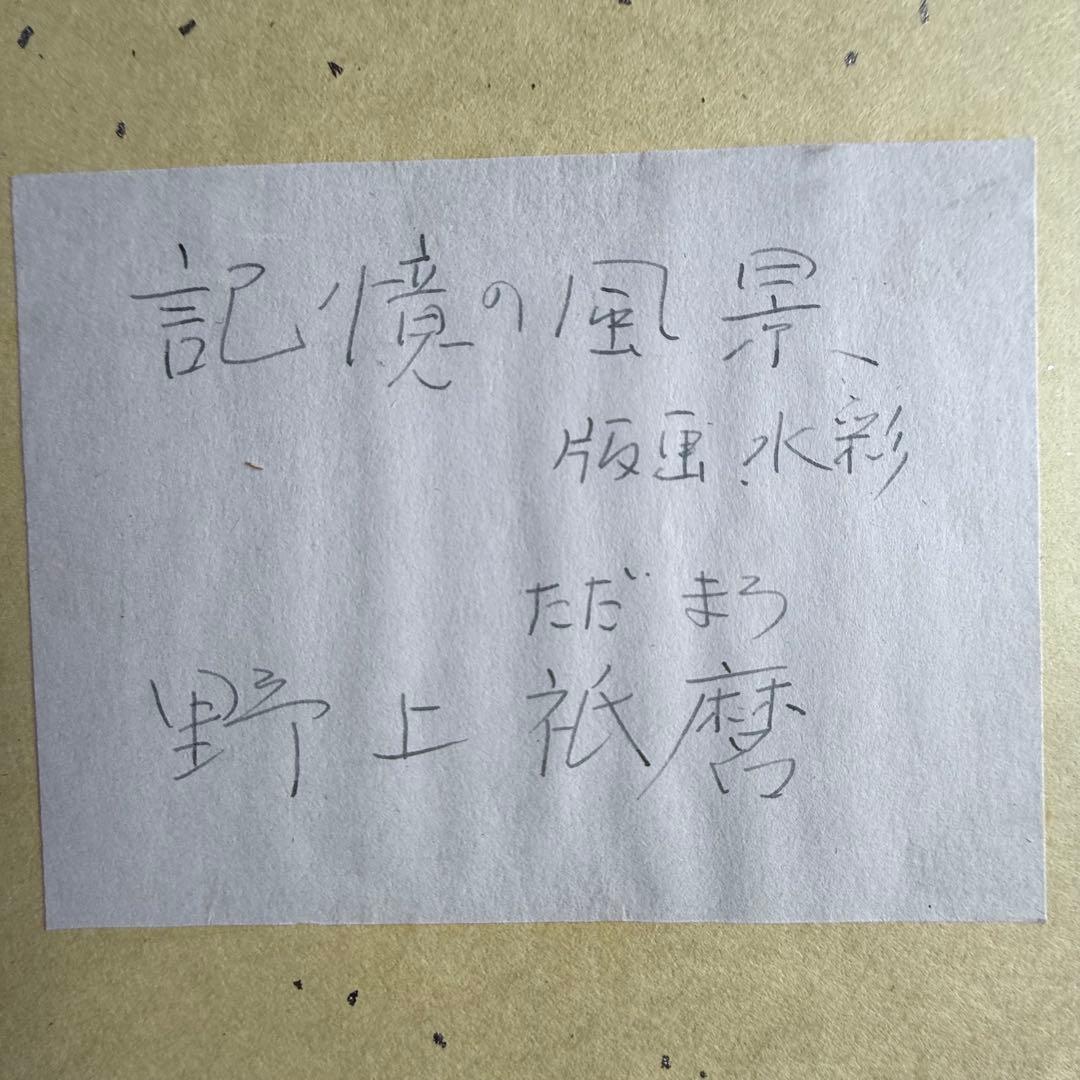 記憶の風景、
版画、水彩
ただまろ
野上祇麿